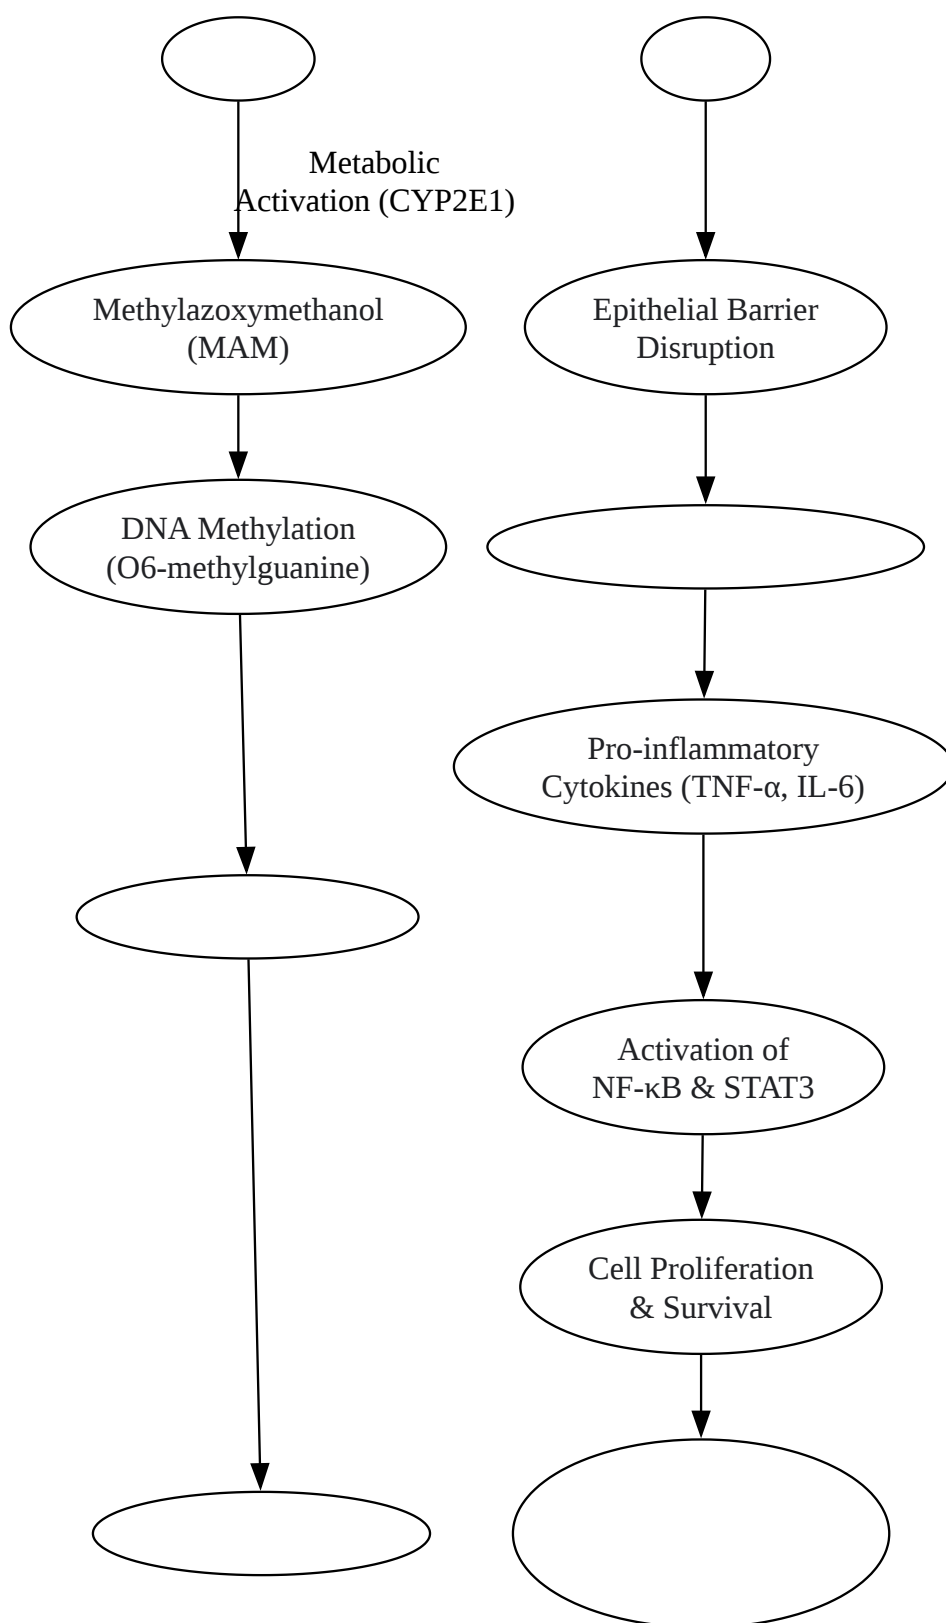 Metabolic
Activation (CYP2E1)
Methylazoxymethanol
(MAM)
Epithelial Barrier
Disruption
DNA Methylation
(O6-methylguanine)
Pro-inflammatory
Cytokines (TNF-α, IL-6)
Activation of
NF-κB & STAT3
Cell Proliferation
& Survival